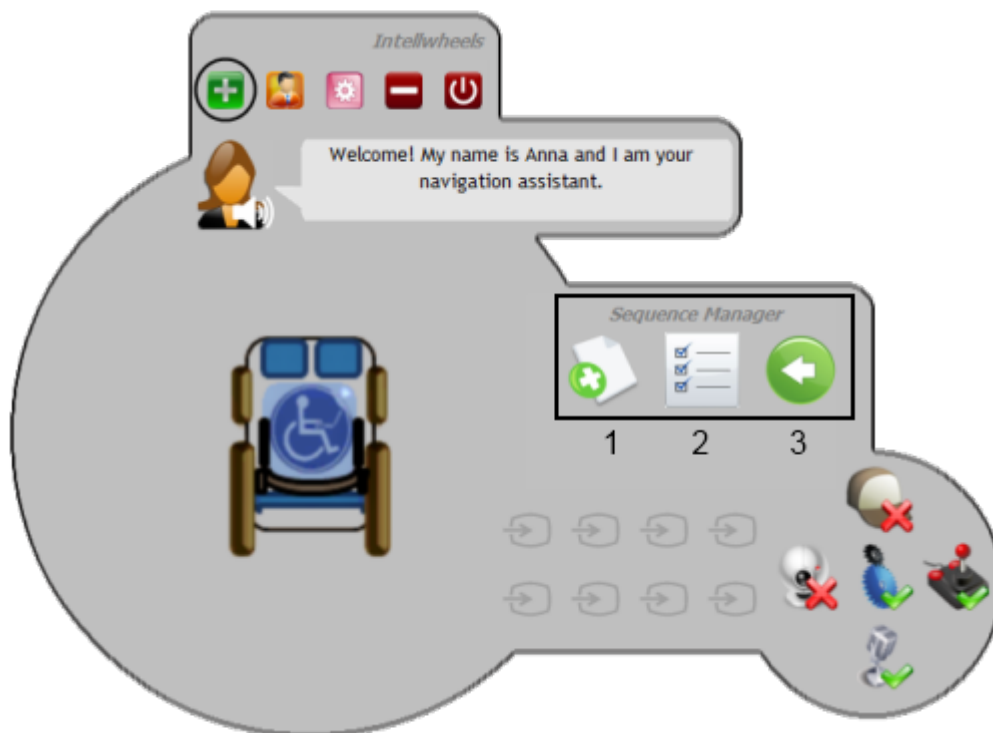 Intellwheels
Welcome! My name is Anna and I am your
navigation assistant.
Sequence Manager
1 2 3